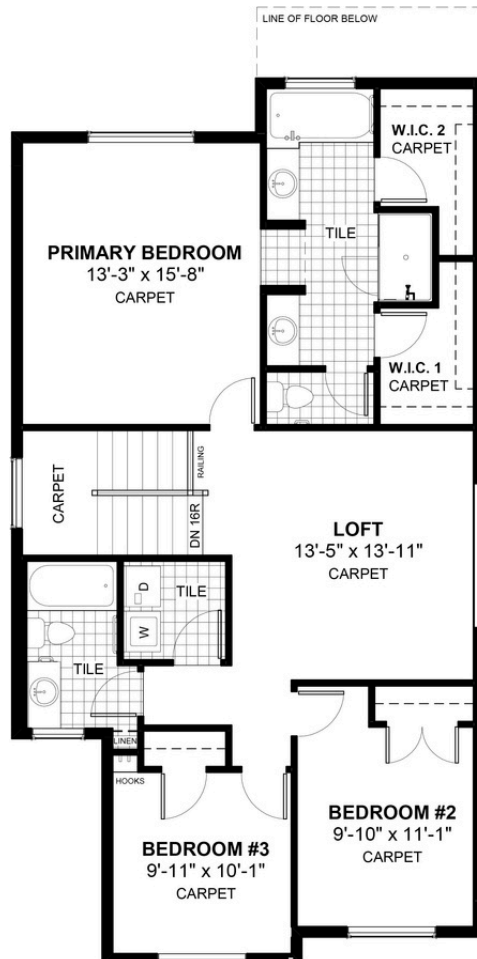 LINE OF FLOOR BELOW
W.I.C. 2
CARPET
TILE
PRIMARY BEDROOM
13'-3" x 15'-8"
CARPET
W.I.C. 1
CARPET
CARPET
RAILING
DN 16R
LOFT
13'-5" x 13'-11"
CARPET
D
W
TILE
TILE
LINEN
HOOKS
BEDROOM #2
9'-10" x 11'-1"
CARPET
BEDROOM #3
9'-11" x 10'-1"
CARPET